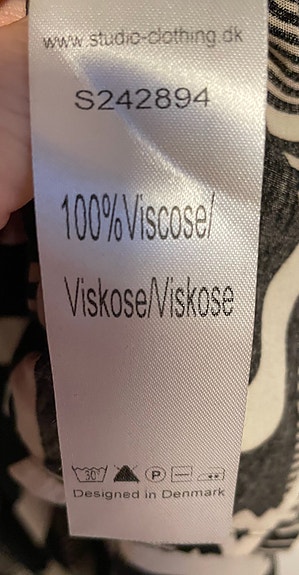 www.studio-clothing.dk
S242894
100%Viscose/
Viskose/Viskose
30° P
Designed in Denmark